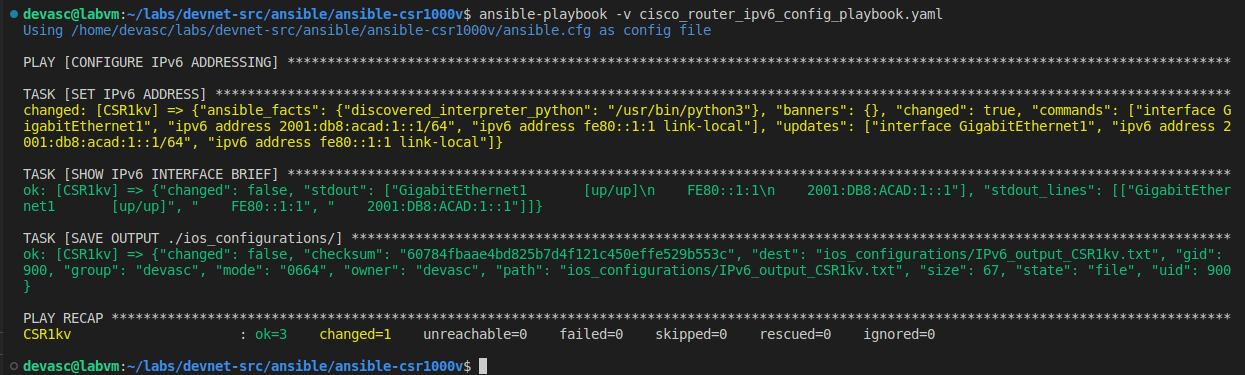 devasc@labvm:~/labs/devnet-src/ansible/ansible-csr1000v$ ansible-playbook -v cisco_router_ipv6_config_playbook.yaml
Using /home/devasc/labs/devnet-src/ansible/ansible-csr1000v/ansible.cfg as config file
PLAY [CONFIGURE IPv6 ADDRESSING] **********************************************************************************************************************
TASK [SET IPv6 ADDRESS] *******************************************************************************************************************************
changed: [CSR1kv] => {"ansible_facts": {"discovered_interpreter_python": "/usr/bin/python3"}, "banners": {}, "changed": true, "commands": ["interface G
igabitEthernet1", "ipv6 address 2001:db8:acad:1::1/64", "ipv6 address fe80::1:1 link-local"], "updates": ["interface GigabitEthernet1", "ipv6 address 2
001:db8:acad:1::1/64", "ipv6 address fe80::1:1 link-local"]}
TASK [SHOW IPv6 INTERFACE BRIEF] **********************************************************************************************************************
ok: [CSR1kv] => {"changed": false, "stdout": ["GigabitEthernet1       [up/up]\n    FE80::1:1\n    2001:DB8:ACAD:1::1"], "stdout_lines": [["GigabitEther
net1       [up/up]", "    FE80::1:1", "    2001:DB8:ACAD:1::1"]]}
TASK [SAVE OUTPUT ./ios_configurations/] **************************************************************************************************************
ok: [CSR1kv] => {"changed": false, "checksum": "60784fbaae4bd825b7d4f121c450effe529b553c", "dest": "ios_configurations/IPv6_output_CSR1kv.txt", "gid":
900, "group": "devasc", "mode": "0664", "owner": "devasc", "path": "ios_configurations/IPv6_output_CSR1kv.txt", "size": 67, "state": "file", "uid": 900
}
PLAY RECAP ********************************************************************************************************************************************
CSR1kv                     : ok=3    changed=1    unreachable=0    failed=0    skipped=0    rescued=0    ignored=0
devasc@labvm:~/labs/devnet-src/ansible/ansible-csr1000v$